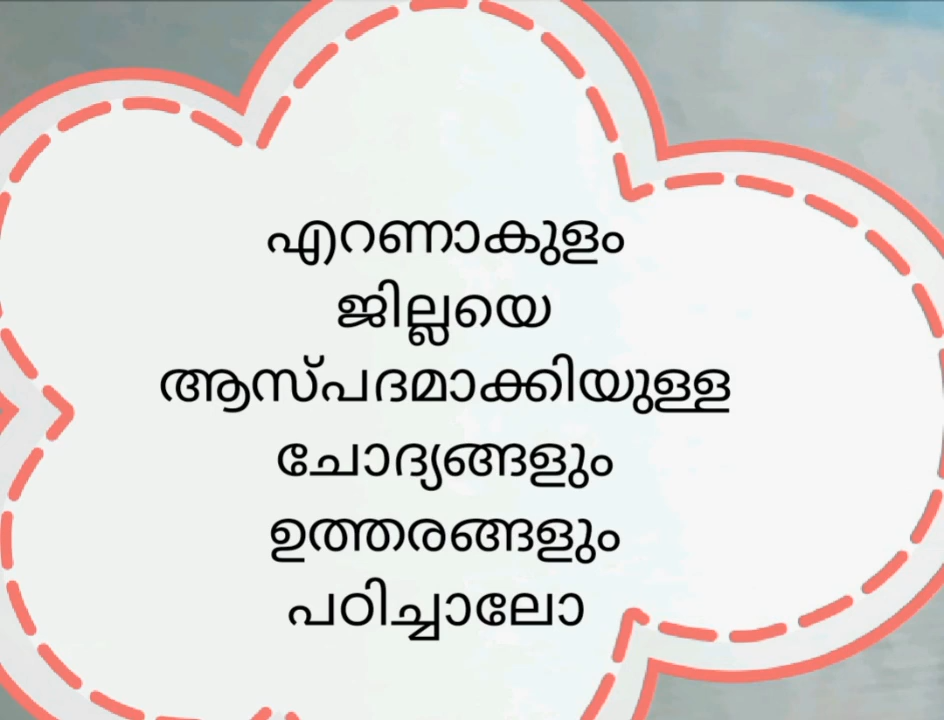 എറണാകുളം
ജില്ലയെ
ആസ്പദമാക്കിയുള്ള
ചോദ്യങ്ങളും
ഉത്തരങ്ങളും
പഠിച്ചാലോ